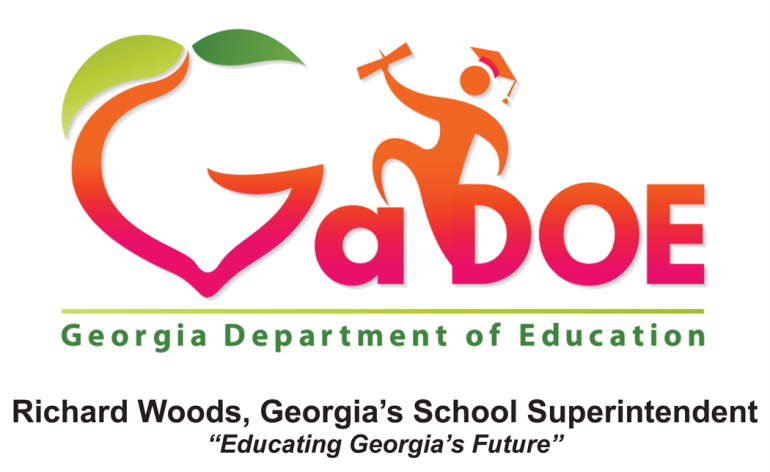 GaDOE
Georgia Department of Education
Richard Woods, Georgia’s School Superintendent
“Educating Georgia’s Future”